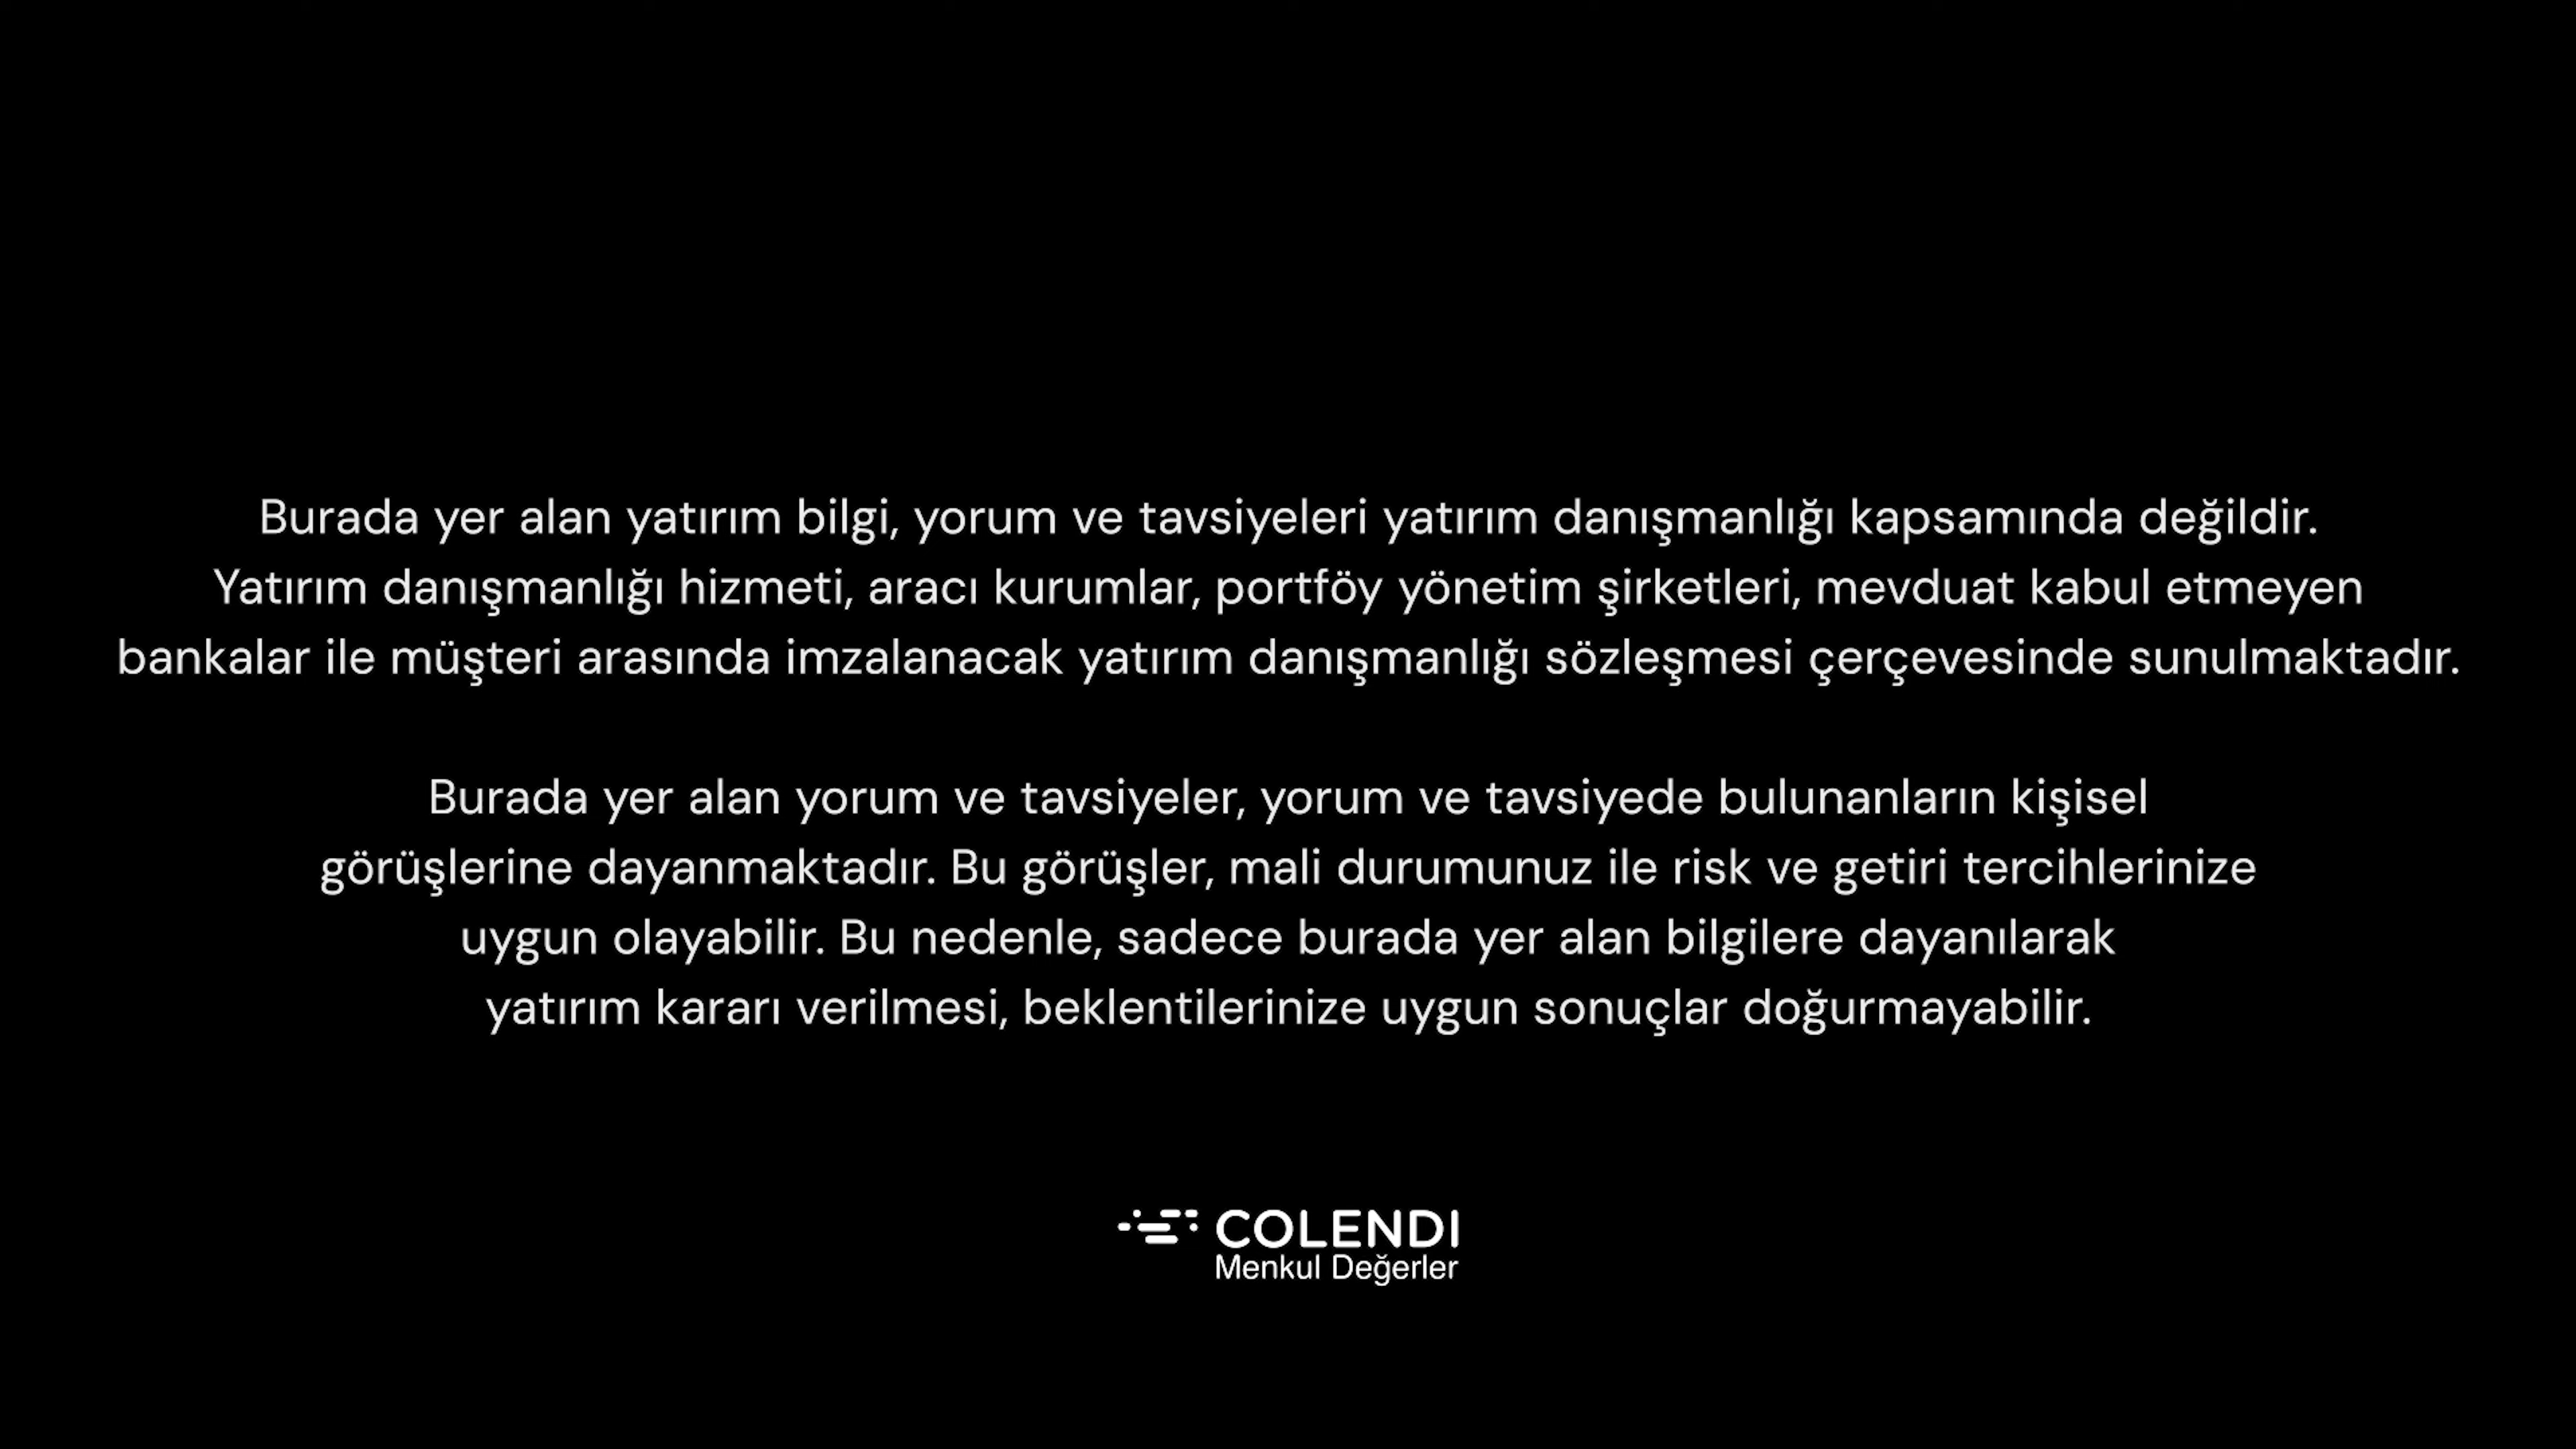 Burada yer alan yatırım bilgi, yorum ve tavsiyeleri yatırım danışmanlığı kapsamında değildir.
Yatırım danışmanlığı hizmeti, aracı kurumlar, portföy yönetim şirketleri, mevduat kabul etmeyen
bankalar ile müşteri arasında imzalanacak yatırım danışmanlığı sözleşmesi çerçevesinde sunulmaktadır.
Burada yer alan yorum ve tavsiyeler, yorum ve tavsiyede bulunanların kişisel
görüşlerine dayanmaktadır. Bu görüşler, mali durumunuz ile risk ve getiri tercihlerinize
uygun olayabilir. Bu nedenle, sadece burada yer alan bilgilere dayanılarak
yatırım kararı verilmesi, beklentilerinize uygun sonuçlar doğurmayabilir.
COLENDI
Menkul Değerler